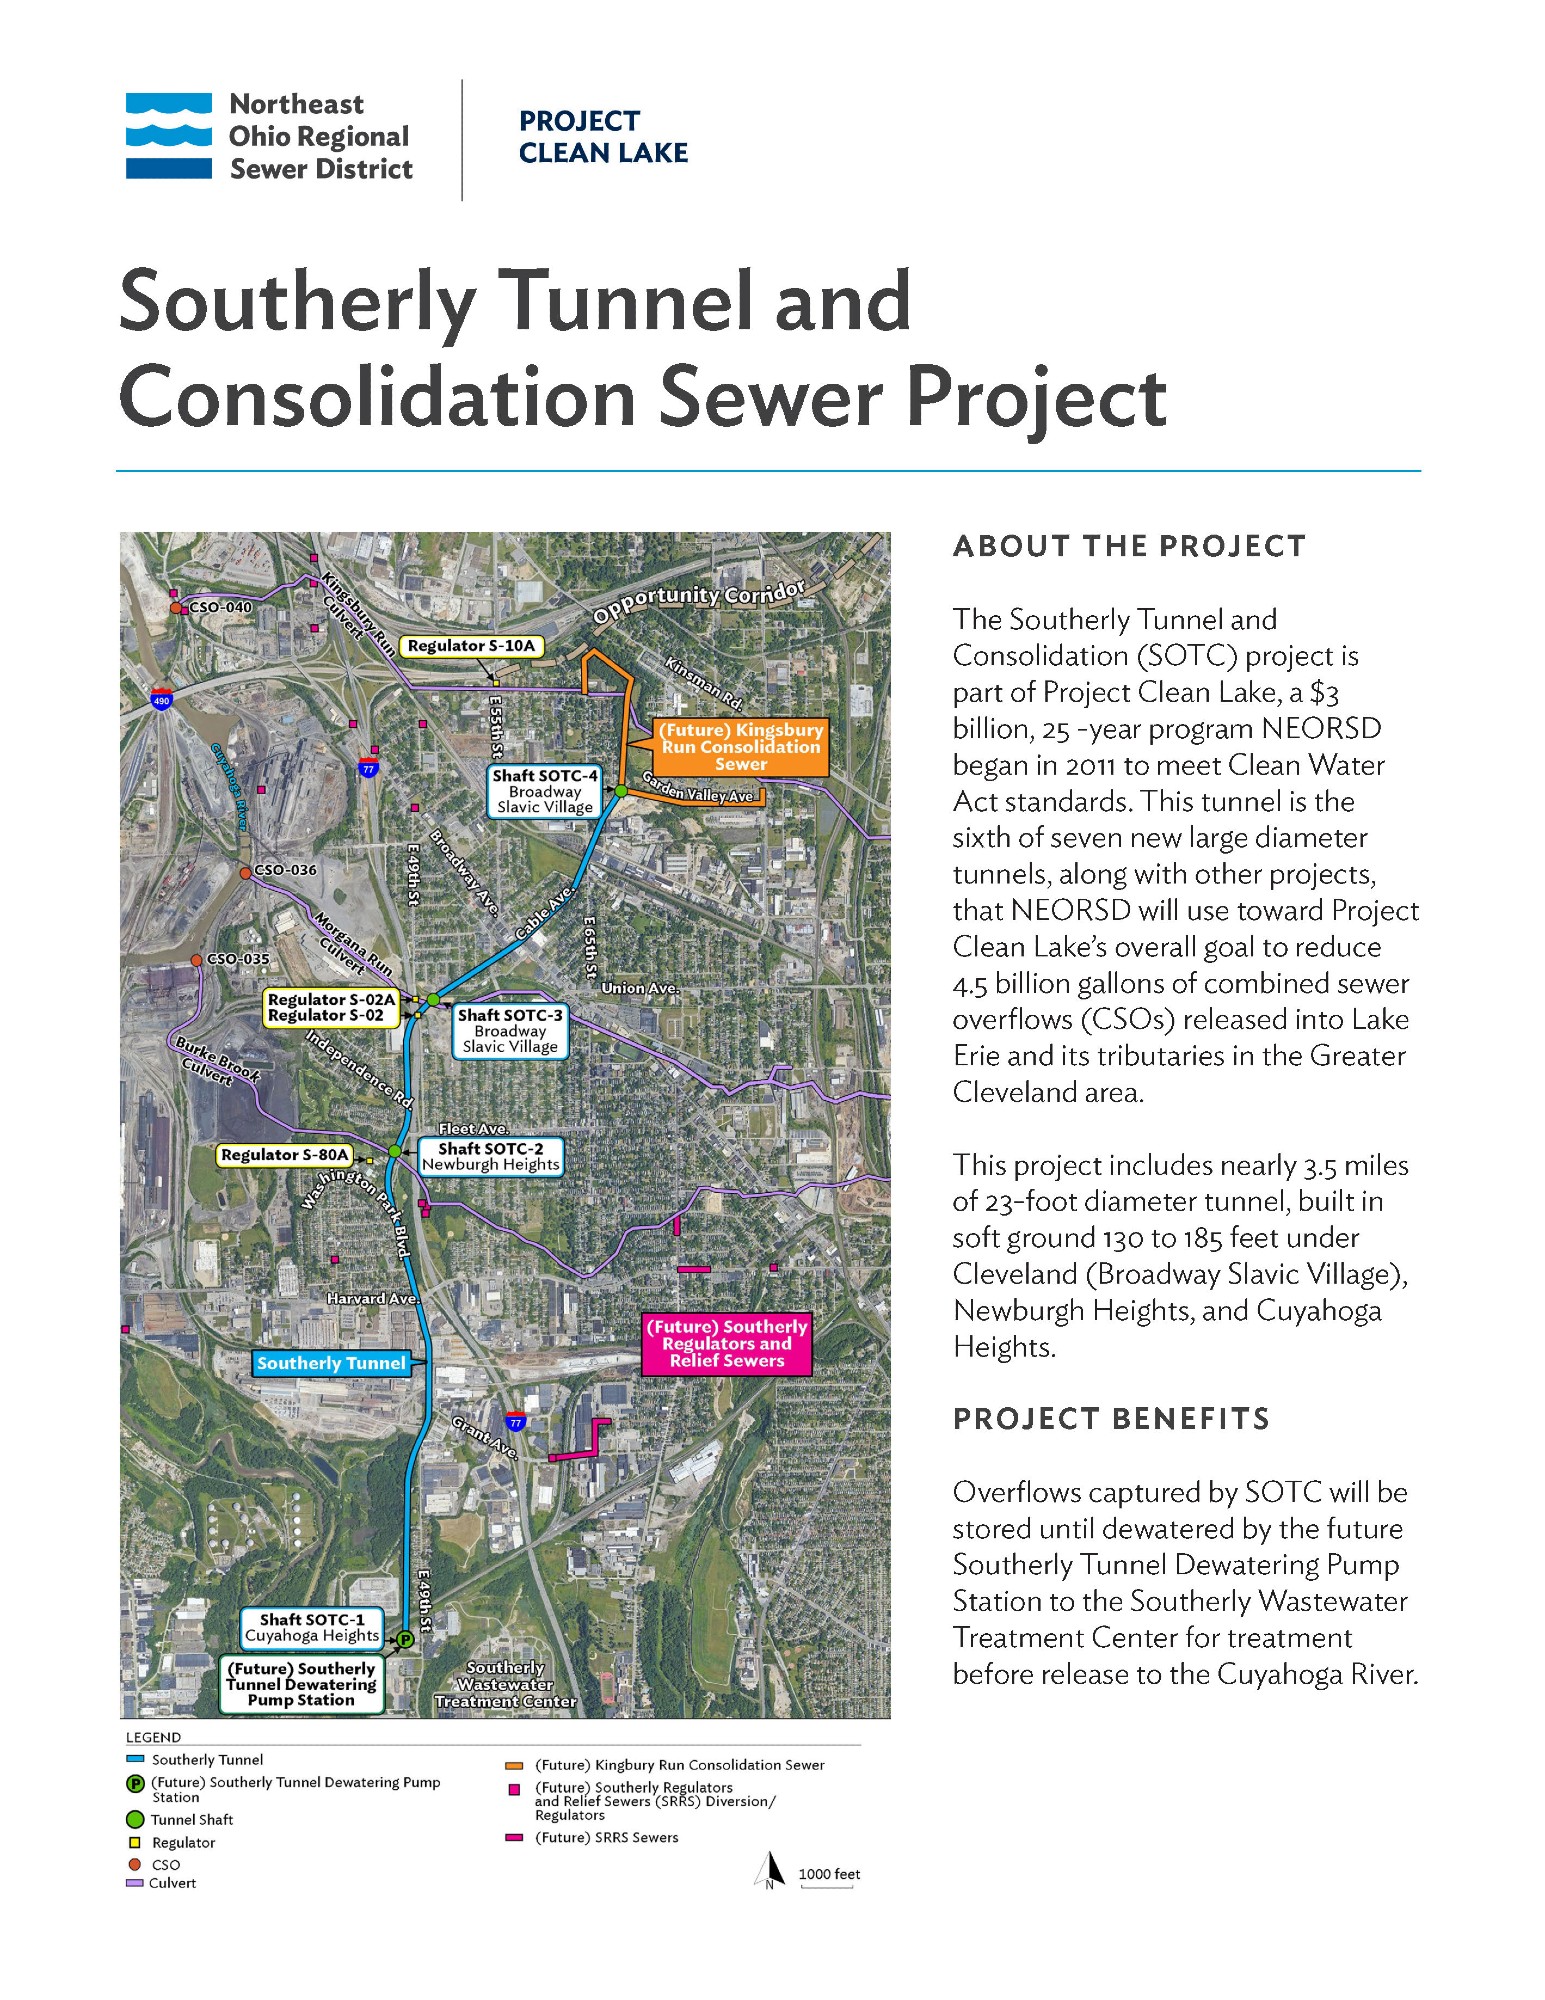 Northeast
Ohio Regional
Sewer District
PROJECT
CLEAN LAKE
Southerly Tunnel and
Consolidation Sewer Project
CSO-040
Kingsbury Run
Culvert
Opportunity Corridor
Regulator S-10A
Kinsman Rd.
490
E 55th St
(Future) Kingsbury
Run Consolidation
Sewer
Cuyahoga River
77
Shaft SOTC-4
Broadway
Slavic Village
Garden Valley Ave.
Broadway Ave.
E 49th St
CSO-036
Cable Ave.
E 65th St
Morgana Run
Culvert
CSO-035
Union Ave.
Regulator S-02A
Regulator S-02
Shaft SOTC-3
Broadway
Slavic Village
Independence Rd.
Burke Brook
Culvert
Fleet Ave.
Shaft SOTC-2
Newburgh Heights
Regulator S-80A
Washington Park Blvd.
Harvard Ave.
(Future) Southerly
Regulators and
Relief Sewers
Southerly Tunnel
77
Grant Ave.
E 49th St
Shaft SOTC-1
Cuyahoga Heights
P
(Future) Southerly
Tunnel Dewatering
Pump Station
Southerly
Wastewater
Treatment Center
LEGEND
Southerly Tunnel
P
(Future) Southerly Tunnel Dewatering Pump
Station
Tunnel Shaft
Regulator
CSO
Culvert
(Future) Kingbury Run Consolidation Sewer
(Future) Southerly Regulators
and Relief Sewers (SRRS) Diversion/
Regulators
(Future) SRRS Sewers
N
1000 feet
ABOUT THE PROJECT
The Southerly Tunnel and
Consolidation (SOTC) project is
part of Project Clean Lake, a $3
billion, 25 -year program NEORSD
began in 2011 to meet Clean Water
Act standards. This tunnel is the
sixth of seven new large diameter
tunnels, along with other projects,
that NEORSD will use toward Project
Clean Lake's overall goal to reduce
4.5 billion gallons of combined sewer
overflows (CSOs) released into Lake
Erie and its tributaries in the Greater
Cleveland area.
This project includes nearly 3.5 miles
of 23-foot diameter tunnel, built in
soft ground 130 to 185 feet under
Cleveland (Broadway Slavic Village),
Newburgh Heights, and Cuyahoga
Heights.
PROJECT BENEFITS
Overflows captured by SOTC will be
stored until dewatered by the future
Southerly Tunnel Dewatering Pump
Station to the Southerly Wastewater
Treatment Center for treatment
before release to the Cuyahoga River.